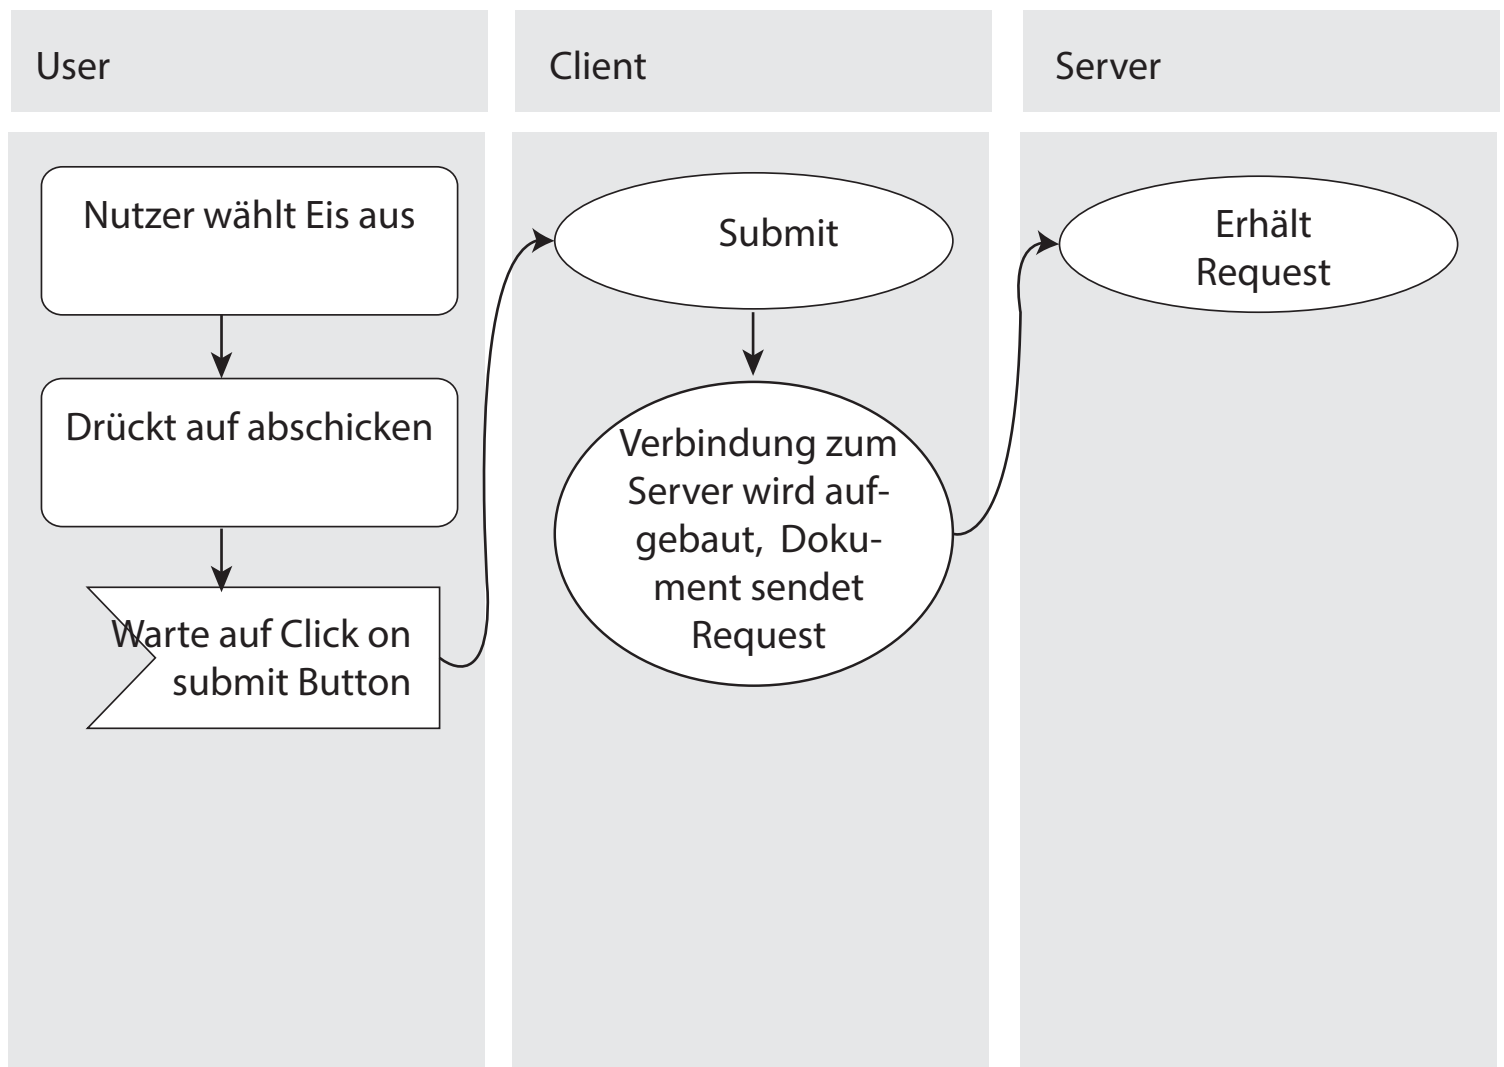 User
Client
Server
Nutzer wählt Eis aus
Drückt auf abschicken
Warte auf Click on
submit Button
Submit
Verbindung zum
Server wird auf-
gebaut,  Doku-
ment sendet
Request
Erhält
Request